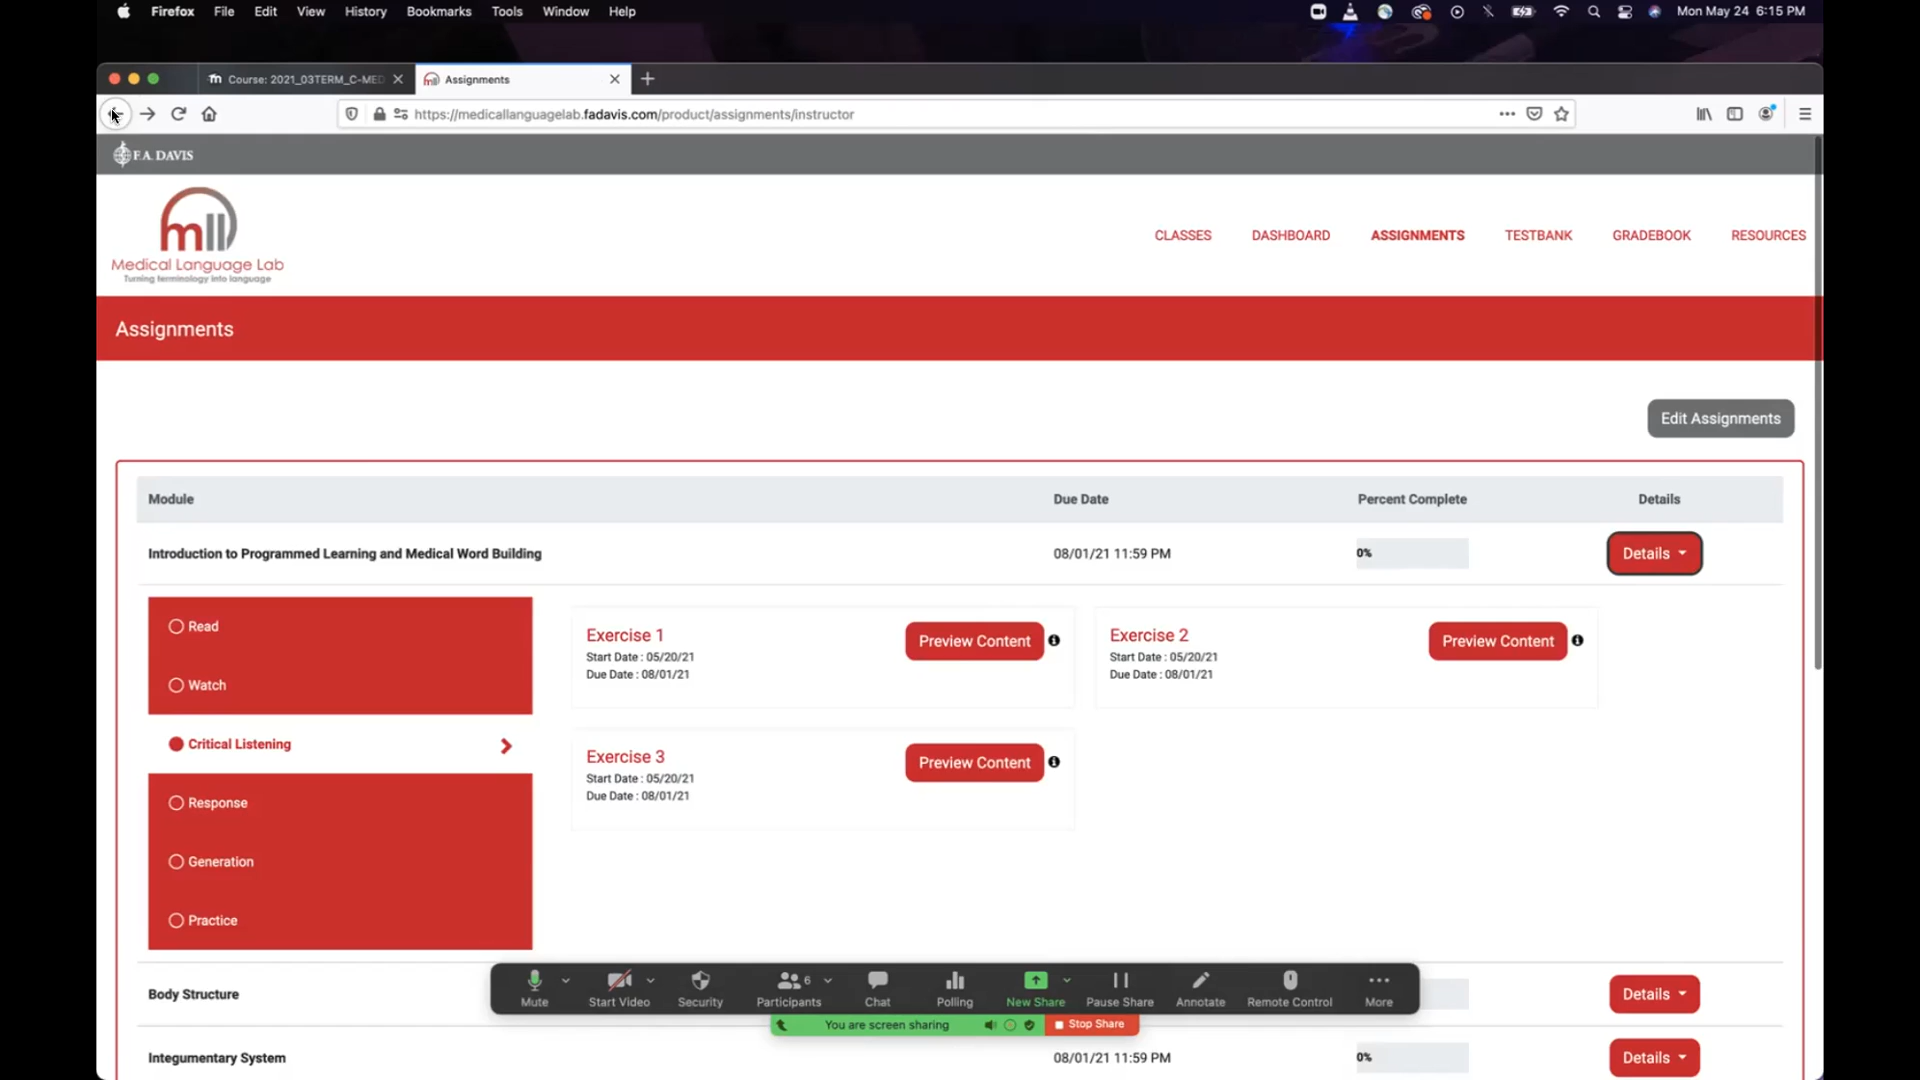 Firefox File Edit View History Bookmarks Tools Window Help Mon May 24 6:15 PM
Course: 2021_03TERM_C-MED Assignments
https://medicallanguagelab.fadavis.com/product/assignments/instructor
F.A. DAVIS
mll
Medical Language Lab
Turning terminology into language
CLASSES DASHBOARD ASSIGNMENTS TESTBANK GRADEBOOK RESOURCES
Assignments
Edit Assignments
Module Due Date Percent Complete Details
Introduction to Programmed Learning and Medical Word Building 08/01/21 11:59 PM 0% Details
Read
Watch
Critical Listening
Response
Generation
Practice
Exercise 1
Start Date : 05/20/21
Due Date : 08/01/21
Preview Content
Exercise 2
Start Date : 05/20/21
Due Date : 08/01/21
Preview Content
Exercise 3
Start Date : 05/20/21
Due Date : 08/01/21
Preview Content
Body Structure Details
Mute Start Video Security Participants 6 Chat Polling New Share Pause Share Annotate Remote Control More
You are screen sharing Stop Share
Integumentary System 08/01/21 11:59 PM 0% Details